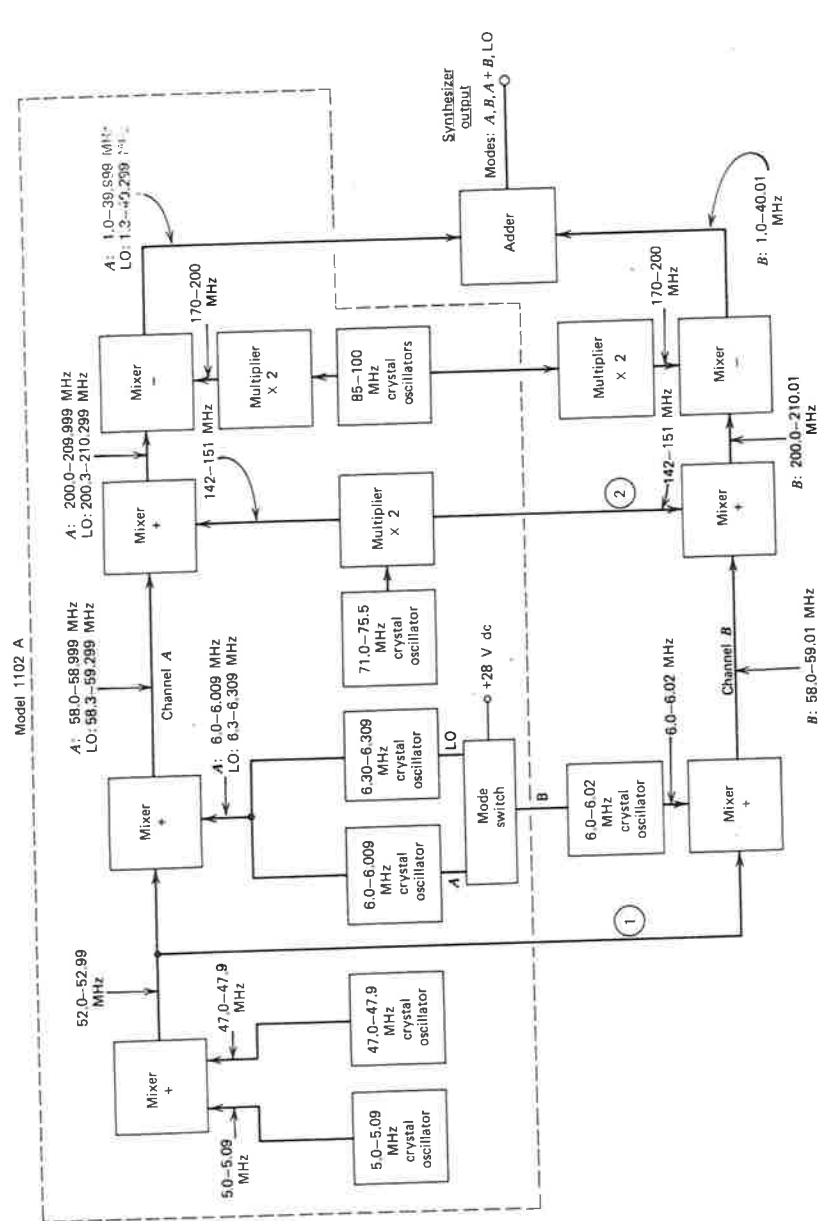 Model 1102 A
52.0–52.99
MHz
Mixer
+
5.0–5.09
MHz
47.0–47.9
MHz
5.0–5.09
MHz
crystal
oscillator
47.0–47.9
MHz
crystal
oscillator
1
A: 58.0–58.999 MHz
LO: 58.3–59.299 MHz
Mixer
+
Channel A
A: 6.0–6.009 MHz
LO: 6.3–6.309 MHz
6.0–6.009
MHz
crystal
oscillator
6.30–6.309
MHz
crystal
oscillator
A
LO
Mode
switch
+28 V dc
B
6.0–6.02
MHz
crystal
oscillator
6.0–6.02 MHz
Mixer
+
Channel B
B: 58.0–59.01 MHz
A: 200.0–209.999 MHz
LO: 200.3–210.299 MHz
Mixer
+
142–151 MHz
71.0–75.5
MHz
crystal
oscillator
Multiplier
× 2
2
142–151 MHz
Mixer
+
B: 200.0–210.01
MHz
A: 1.0–39.999 MHz
LO: 1.3–40.299
Mixer
–
170–200
MHz
Multiplier
× 2
85–100
MHz
crystal
oscillators
Multiplier
× 2
170–200
MHz
Mixer
–
Adder
Synthesizer
output
Modes: A, B, A + B, LO
B: 1.0–40.01
MHz